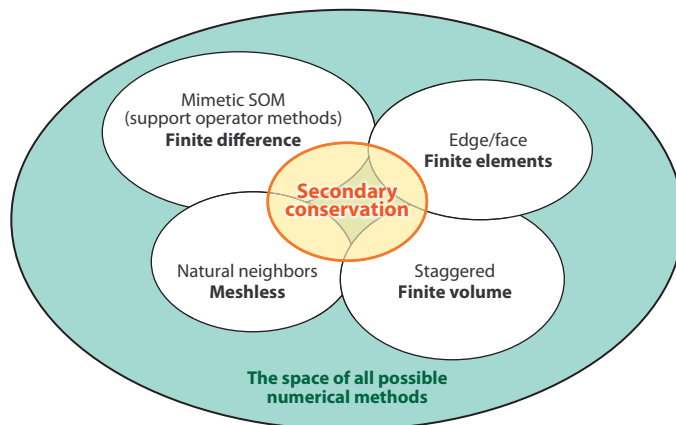 Mimetic SOM
(support operator methods)
Finite difference
Edge/face
Finite elements
Secondary
conservation
Natural neighbors
Meshless
Staggered
Finite volume
The space of all possible
numerical methods